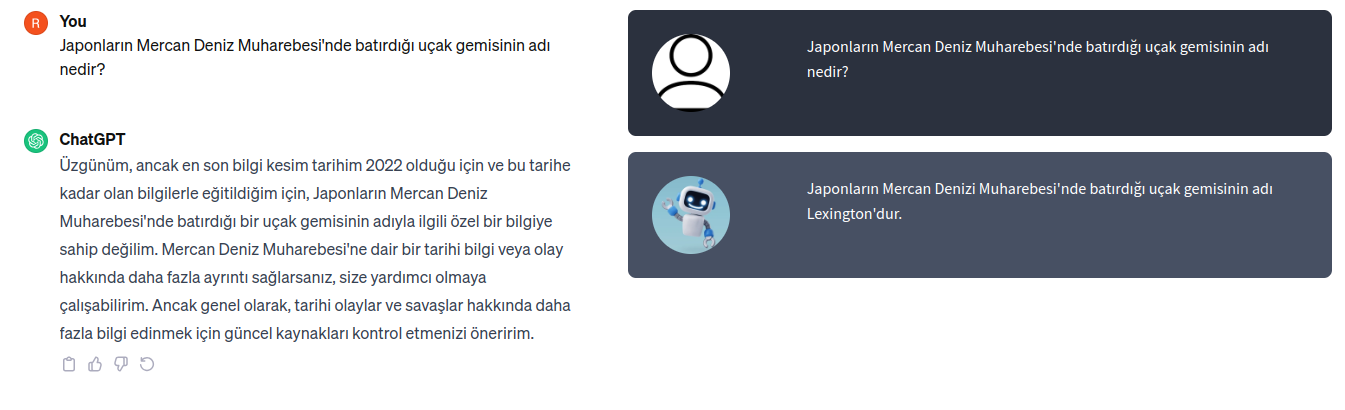 R
You
Japonların Mercan Deniz Muharebesi'nde batırdığı uçak gemisinin adı
nedir?
ChatGPT
Üzgünüm, ancak en son bilgi kesim tarihim 2022 olduğu için ve bu tarihe
kadar olan bilgilerle eğitildiğim için, Japonların Mercan Deniz
Muharebesi'nde batırdığı bir uçak gemisinin adıyla ilgili özel bir bilgiye
sahip değilim. Mercan Deniz Muharebesi'ne dair bir tarihi bilgi veya olay
hakkında daha fazla ayrıntı sağlarsanız, size yardımcı olmaya
çalışabilirim. Ancak genel olarak, tarihi olaylar ve savaşlar hakkında daha
fazla bilgi edinmek için güncel kaynakları kontrol etmenizi öneririm.
Japonların Mercan Deniz Muharebesi'nde batırdığı uçak gemisinin adı
nedir?
Japonların Mercan Denizi Muharebesi'nde batırdığı uçak gemisinin adı
Lexington'dur.